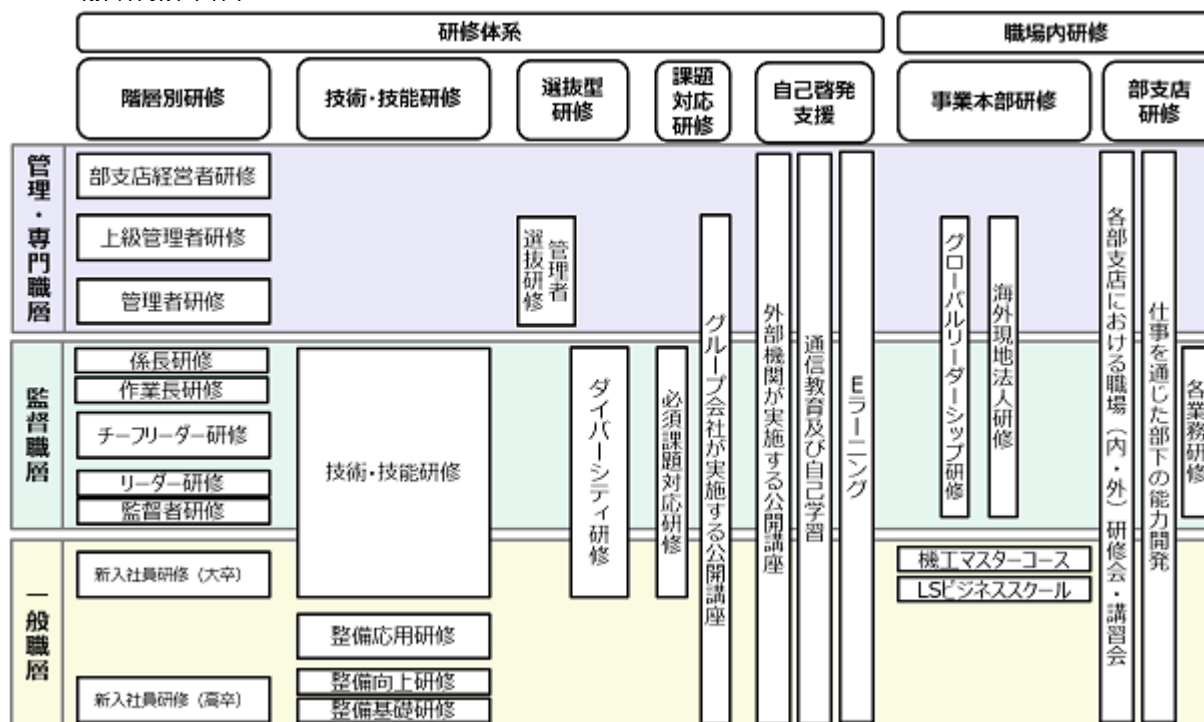 研修体系
職場内研修
階層別研修
技術・技能研修
選抜型
研修
課題
対応
研修
自己啓発
支援
事業本部研修
部支店
研修
管理・専門職層
部支店経営者研修
上級管理者研修
管理者研修
管理者
選抜研修
監督職層
係長研修
作業長研修
チーフリーダー研修
リーダー研修
監督者研修
技術・技能研修
ダイバーシティ研修
必須課題対応研修
グループ会社が実施する公開講座
外部機関が実施する公開講座
通信教育及び自己学習
Eラーニング
グローバルリーダーシップ研修
海外現地法人研修
各部支店における職場（内・外）研修会・講習会
仕事を通じた部下の能力開発
各業務研修
一般職層
新入社員研修（大卒）
新入社員研修（高卒）
整備応用研修
整備向上研修
整備基礎研修
機工マスターコース
LSビジネススクール